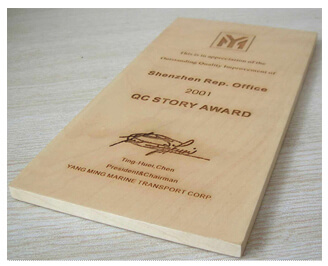 This is in appreciation of the
Outstanding Quality Improvement of
Shenzhen Rep. Office
2001
QC STORY AWARD
Ting-Huei Chen
President&Chairman
YANG MING MARINE TRANSPORT CORP.